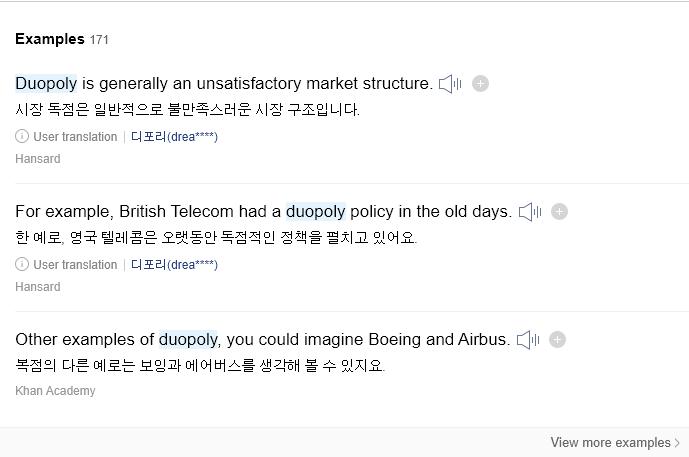 Examples 171
Duopoly is generally an unsatisfactory market structure.
시장 독점은 일반적으로 불만족스러운 시장 구조입니다.
User translation | 디포리(drea****)
Hansard
For example, British Telecom had a duopoly policy in the old days.
한 예로, 영국 텔레콤은 오랫동안 독점적인 정책을 펼치고 있어요.
User translation | 디포리(drea****)
Hansard
Other examples of duopoly, you could imagine Boeing and Airbus.
복점의 다른 예로는 보잉과 에어버스를 생각해 볼 수 있지요.
Khan Academy
View more examples